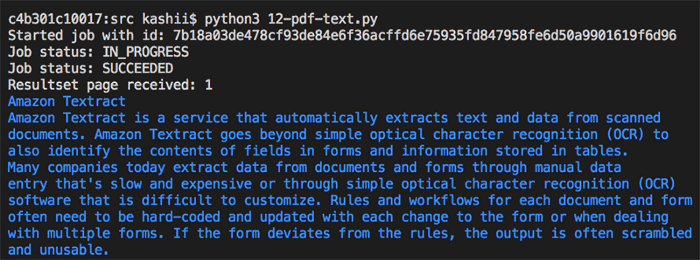 c4b301c10017:src kashii$ python3 12-pdf-text.py
Started job with id: 7b18a03de478cf93de84e6f36acffd6e75935fd847958fe6d50a9901619f6d96
Job status: IN_PROGRESS
Job status: SUCCEEDED
Resultset page received: 1
Amazon Textract
Amazon Textract is a service that automatically extracts text and data from scanned
documents. Amazon Textract goes beyond simple optical character recognition (OCR) to
also identify the contents of fields in forms and information stored in tables.
Many companies today extract data from documents and forms through manual data
entry that's slow and expensive or through simple optical character recognition (OCR)
software that is difficult to customize. Rules and workflows for each document and form
often need to be hard-coded and updated with each change to the form or when dealing
with multiple forms. If the form deviates from the rules, the output is often scrambled
and unusable.